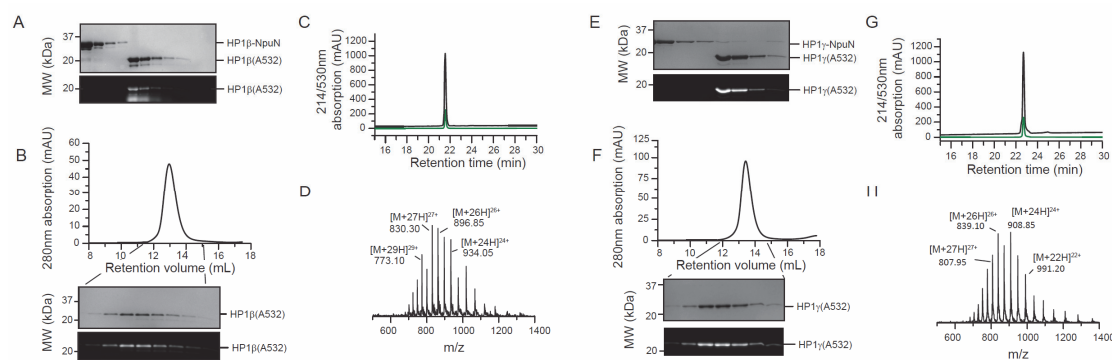 A
MW (kDa)
37
20
HP1β-NpuN
HP1β(A532)
20
HP1β(A532)
B
280nm absorption (mAU)
60
50
40
30
20
10
0
8 10 12 14 16 18
Retention volume (mL)
MW (kDa)
37
25
HP1β(A532)
20
HP1β(A532)
C
214/530nm
absorption (mAU)
1200
1000
800
600
400
200
0
16 18 20 22 24 26 28 30
Retention time (min)
D
[M+27H]27+
830.30
[M+26H]26+
896.85
[M+29H]29+
773.10
[M+24H]24+
934.05
600 800 1000 1200 1400
m/z
E
MW (kDa)
37
20
HP1γ-NpuN
HP1γ(A532)
20
HP1γ(A532)
F
280nm absorption (mAU)
125
100
75
50
25
0
8 10 12 14 16 18
Retention volume (mL)
MW (kDa)
37
25
HP1γ(A532)
20
HP1γ(A532)
G
214/530nm
absorption (mAU)
1200
1000
800
600
400
200
0
16 18 20 22 24 26 28 30
Retention time (min)
H
[M+26H]26+
839.10
[M+24H]24+
908.85
[M+27H]27+
807.95
[M+22H]22+
991.20
600 800 1000 1200 1400
m/z